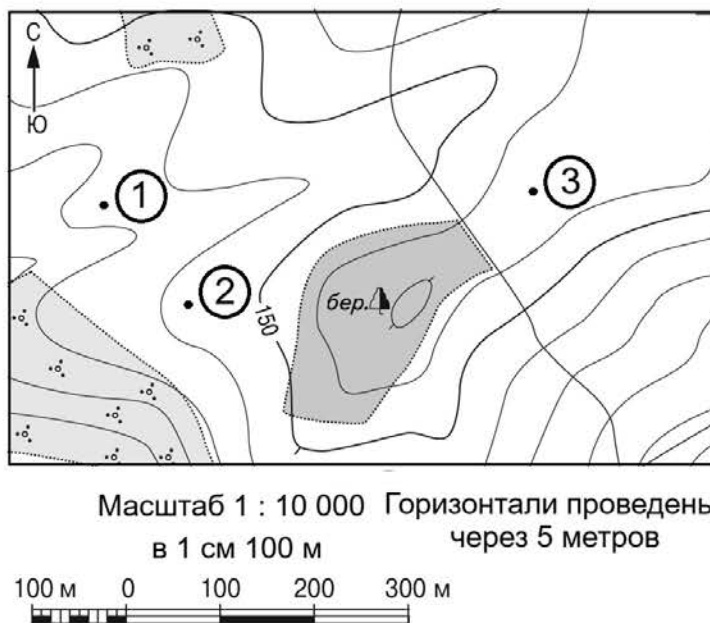 С
Ю
1
3
2
бер.
150
Масштаб 1 : 10 000
в 1 см 100 м
Горизонтали проведень
через 5 метров
100 м 0 100 200 300 м